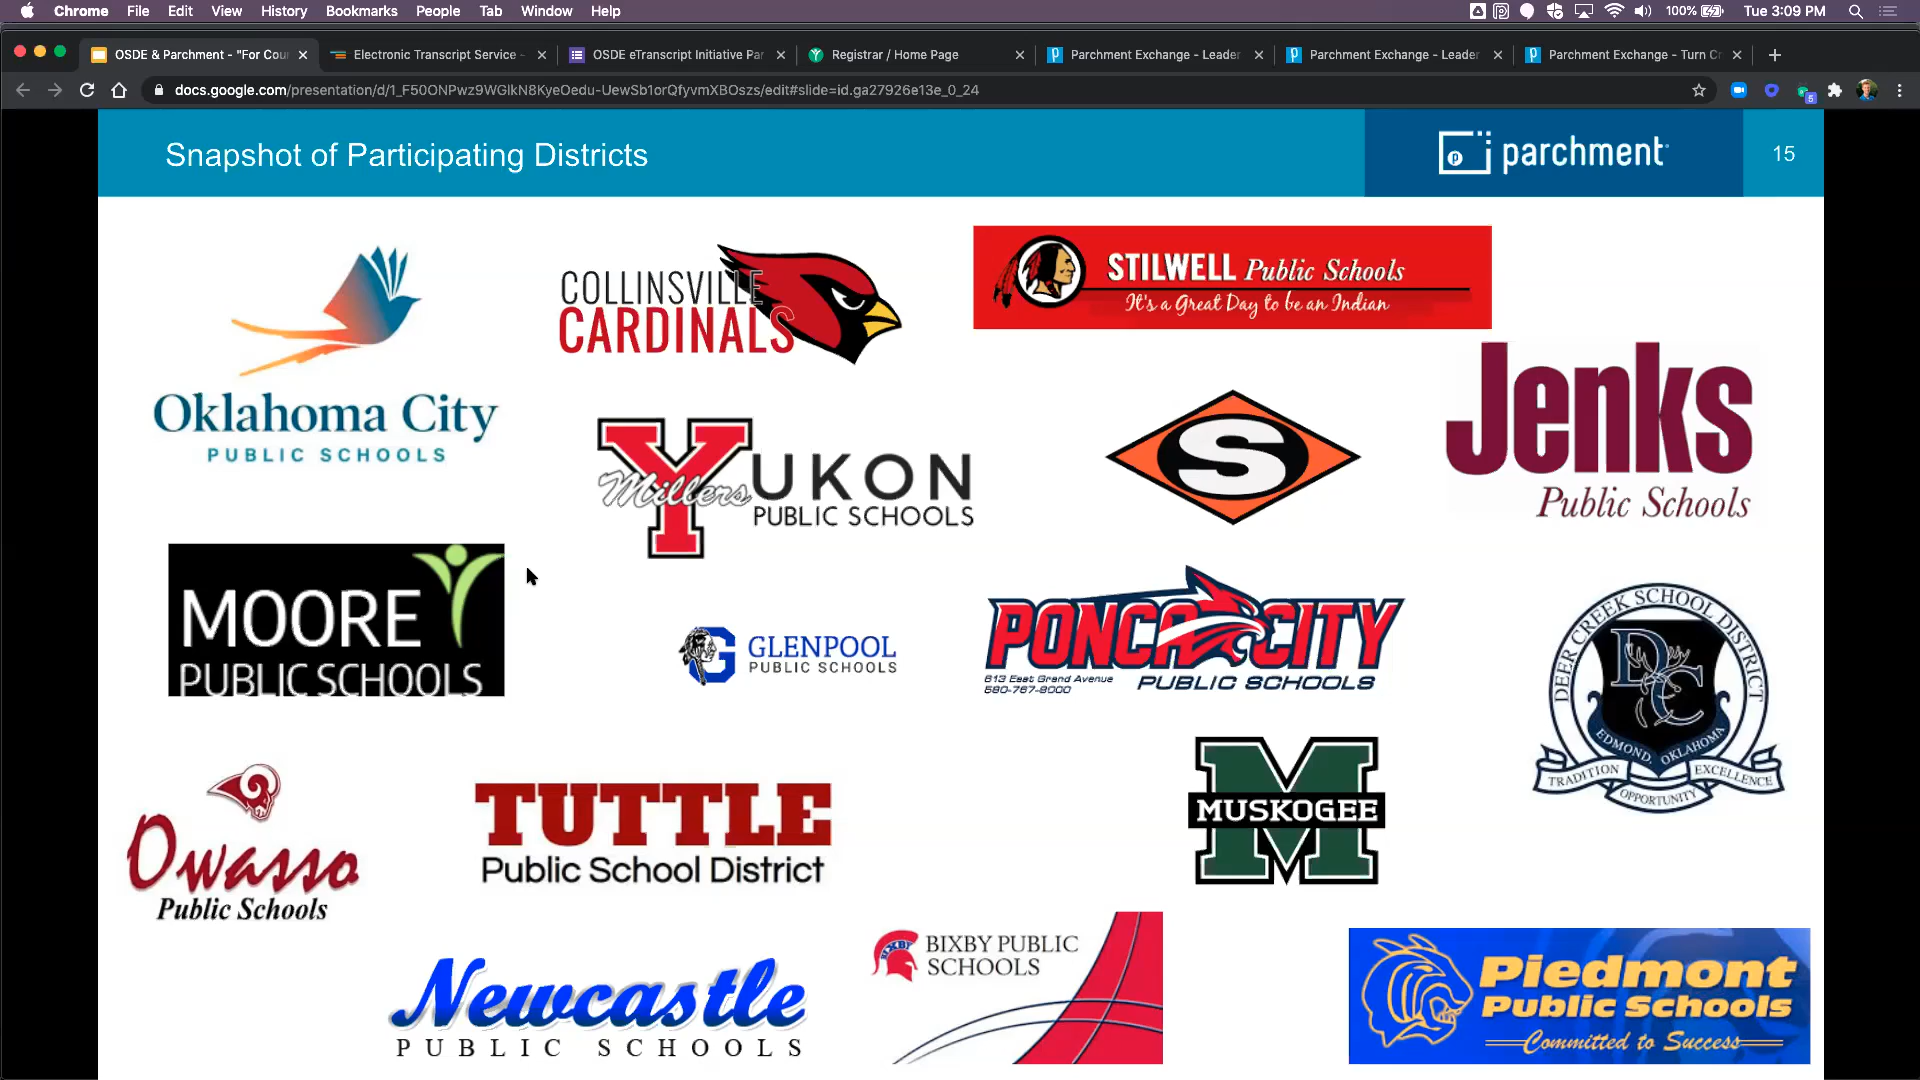 Chrome File Edit View History Bookmarks People Tab Window Help
100% Tue 3:09 PM
OSDE & Parchment - "For Cou
Electronic Transcript Service -
OSDE eTranscript Initiative Par
Registrar / Home Page
Parchment Exchange - Leader
Parchment Exchange - Leader
Parchment Exchange - Turn Cr
docs.google.com/presentation/d/1_F50ONPwz9WGlkN8KyeOedu-UewSb1orQfyvmXBOszs/edit#slide=id.ga27926e13e_0_24
5
Snapshot of Participating Districts
p parchment
15
Oklahoma City
PUBLIC SCHOOLS
COLLINSVILLE
CARDINALS
STILWELL Public Schools
It's a Great Day to be an Indian
YUKON
Millers
PUBLIC SCHOOLS
S
Jenks
Public Schools
MOORE
PUBLIC SCHOOLS
G GLENPOOL
PUBLIC SCHOOLS
PONCA CITY
613 East Grand Avenue
580-767-8000
PUBLIC SCHOOLS
DEER CREEK SCHOOL DISTRICT
DC
EDMOND, OKLAHOMA
TRADITION
OPPORTUNITY
EXCELLENCE
Owasso
Public Schools
TUTTLE
Public School District
M
MUSKOGEE
Newcastle
PUBLIC SCHOOLS
BIXBY
BIXBY PUBLIC
SCHOOLS
Piedmont
Public Schools
Committed to Success